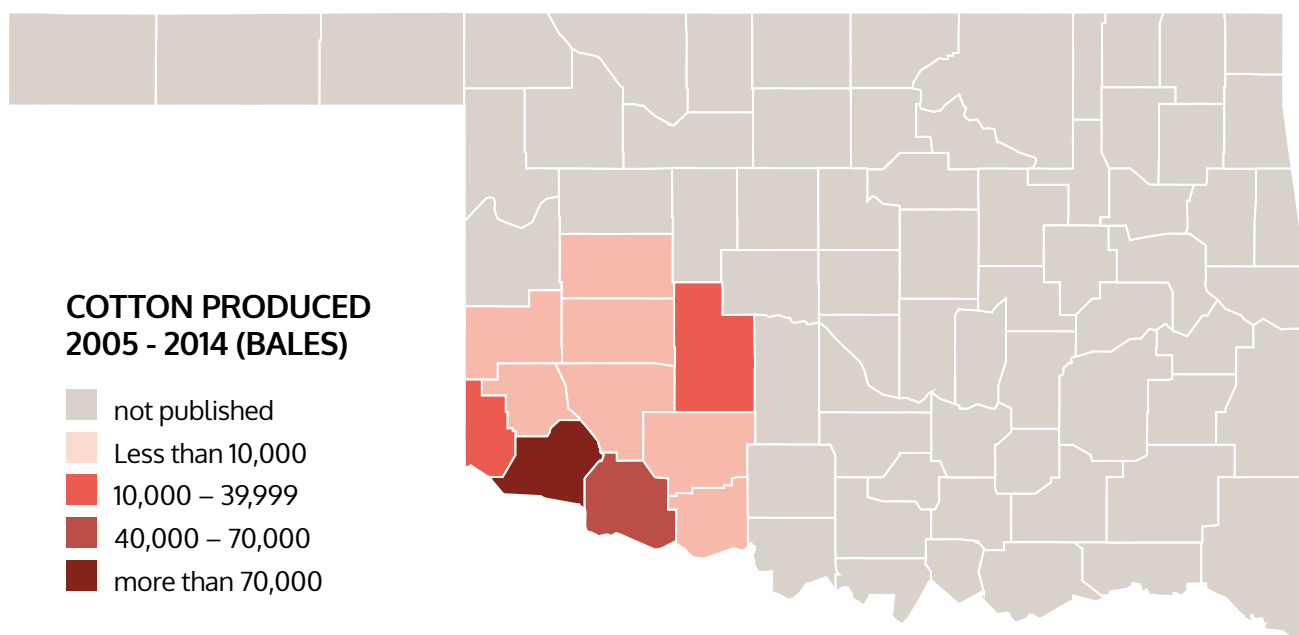 COTTON PRODUCED
2005 - 2014 (BALES)
not published
Less than 10,000
10,000 – 39,999
40,000 – 70,000
more than 70,000